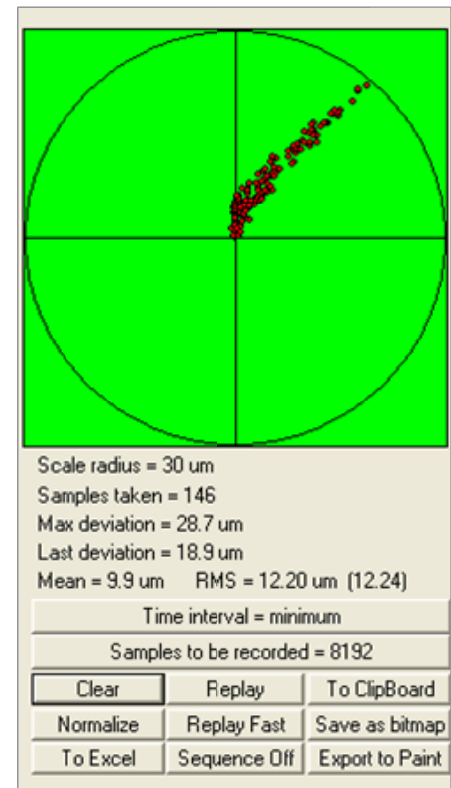 Scale radius = 30 um
Samples taken = 146
Max deviation = 28.7 um
Last deviation = 18.9 um
Mean = 9.9 um RMS = 12.20 um (12.24)
Time interval = minimum
Samples to be recorded = 8192
Clear Replay To ClipBoard
Normalize Replay Fast Save as bitmap
To Excel Sequence Off Export to Paint